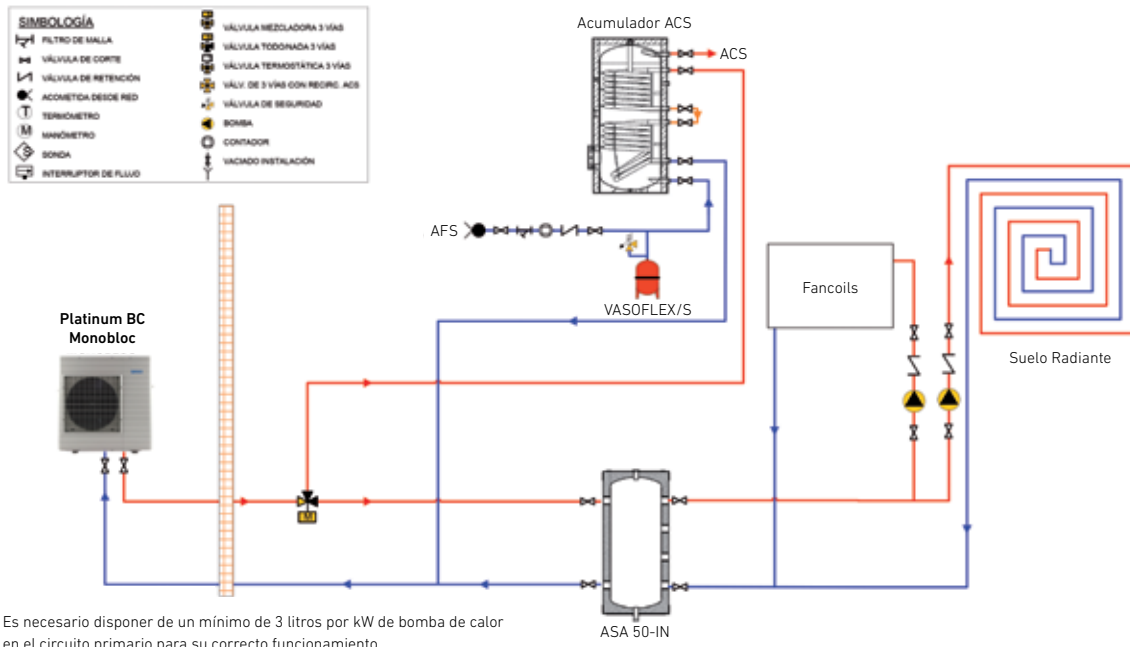 SIMBOLOGÍA
FILTRO DE MALLA
VÁLVULA DE CORTE
VÁLVULA DE RETENCIÓN
ACOMETIDA DESDE RED
T TERMOMETRO
M MANÓMETRO
S SONDA
INTERRUPTOR DE FLUJO
VÁLVULA MEZCLADORA 3 VÍAS
VÁLVULA TODO/NADA 3 VÍAS
VÁLVULA TERMOSTÁTICA 3 VÍAS
VÁLV. DE 3 VÍAS CON RECIRC. ACS
VÁLVULA DE SEGURIDAD
BOMBA
CONTADOR
VACIADO INSTALACIÓN
Acumulador ACS
ACS
AFS
VASOFLEX/S
Fancoils
Suelo Radiante
Platinum BC
Monobloc
M
ASA 50-IN
Es necesario disponer de un mínimo de 3 litros por kW de bomba de calor
en el circuito primario para su correcto funcionamiento